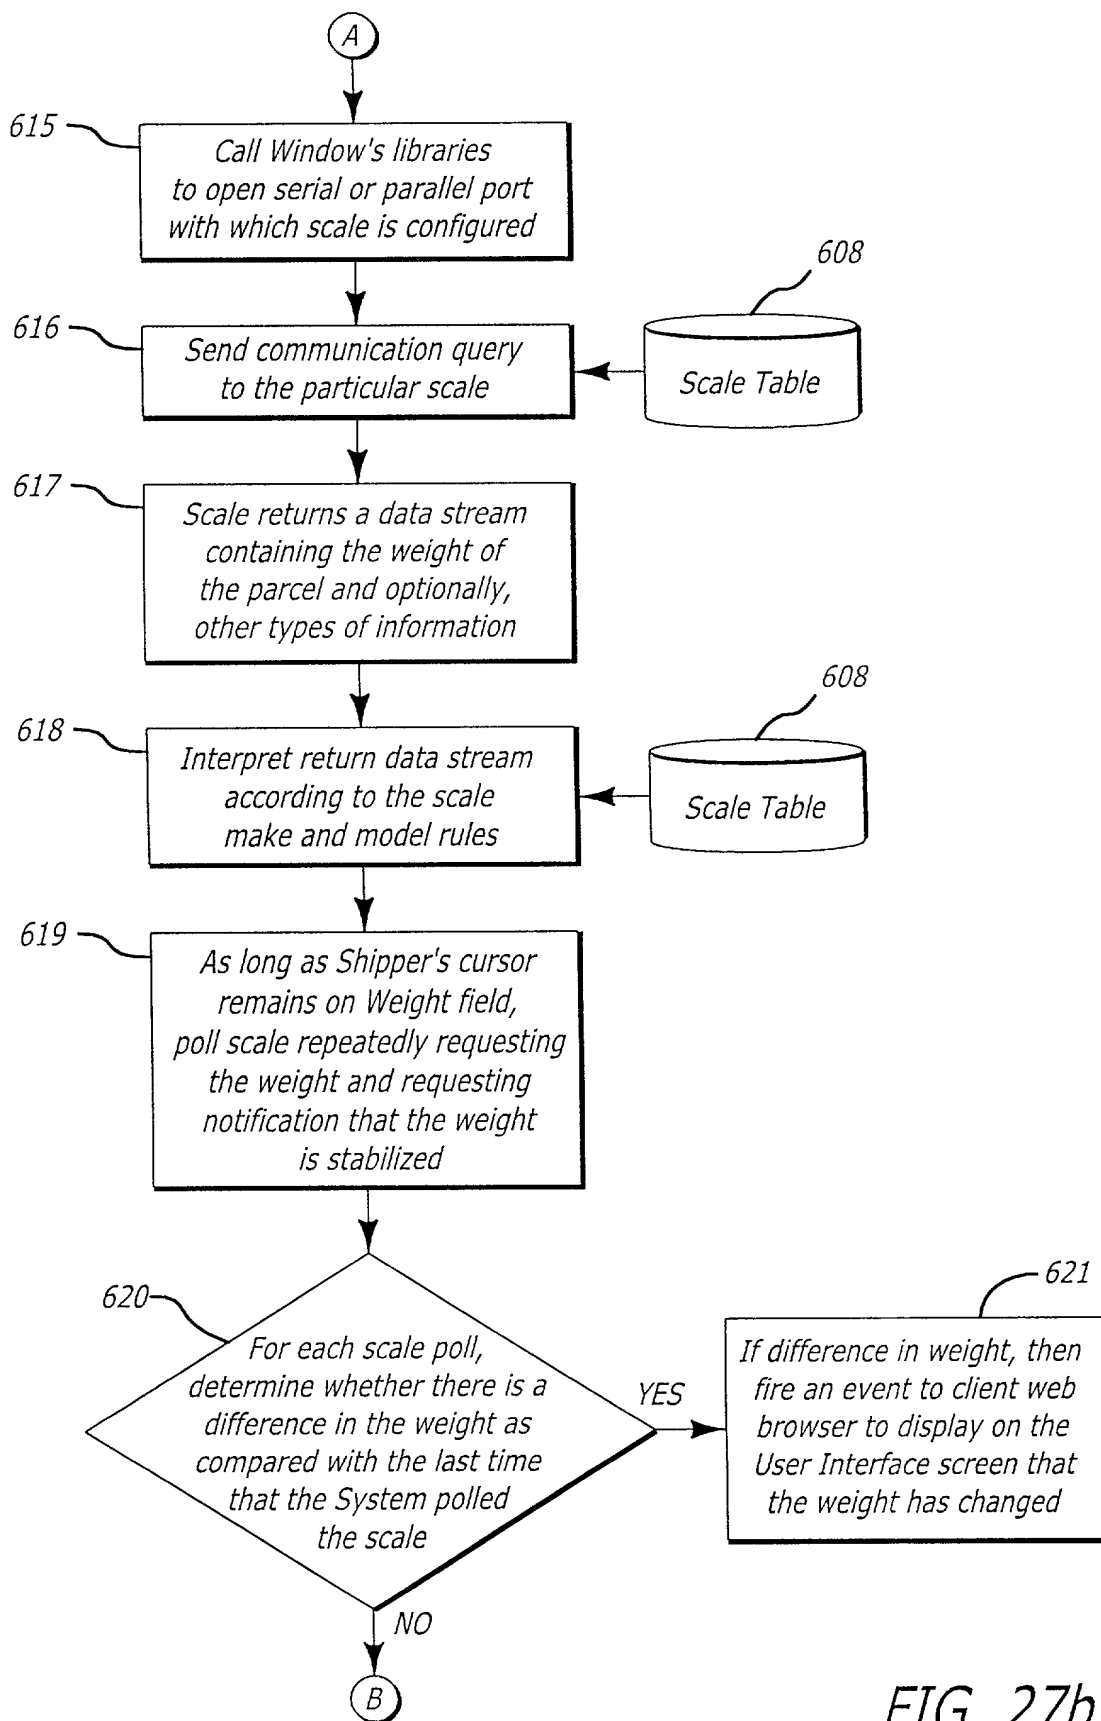 A
615
Call Window's libraries
to open serial or parallel port
with which scale is configured
608
616
Send communication query
to the particular scale
Scale Table
617
Scale returns a data stream
containing the weight of
the parcel and optionally,
other types of information
608
618
Interpret return data stream
according to the scale
make and model rules
Scale Table
619
As long as Shipper's cursor
remains on Weight field,
poll scale repeatedly requesting
the weight and requesting
notification that the weight
is stabilized
620
For each scale poll,
determine whether there is a
difference in the weight as
compared with the last time
that the System polled
the scale
YES
621
If difference in weight, then
fire an event to client web
browser to display on the
User Interface screen that
the weight has changed
NO
B
FIG. 27b